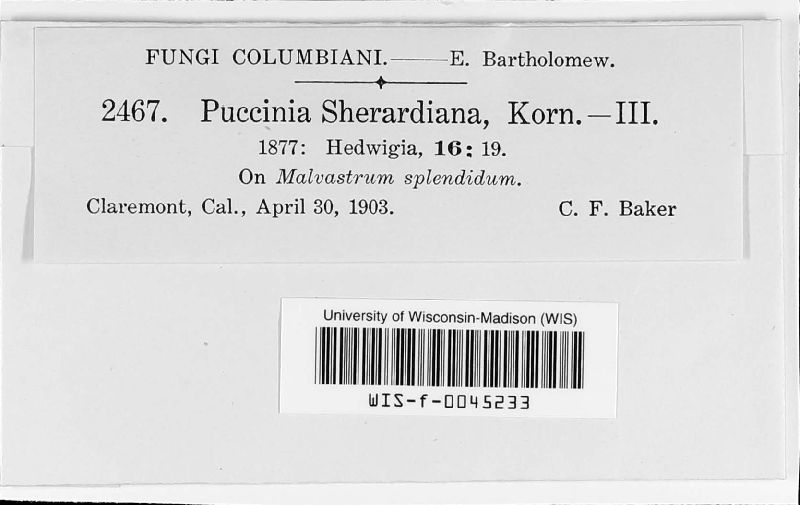 FUNGI COLUMBIANI.——E. Bartholomew.
2467. Puccinia Sherardiana, Korn.—III.
1877: Hedwigia, 16: 19.
On Malvastrum splendidum.
Claremont, Cal., April 30, 1903. C. F. Baker
University of Wisconsin-Madison (WIS)
WIS-f-0045233